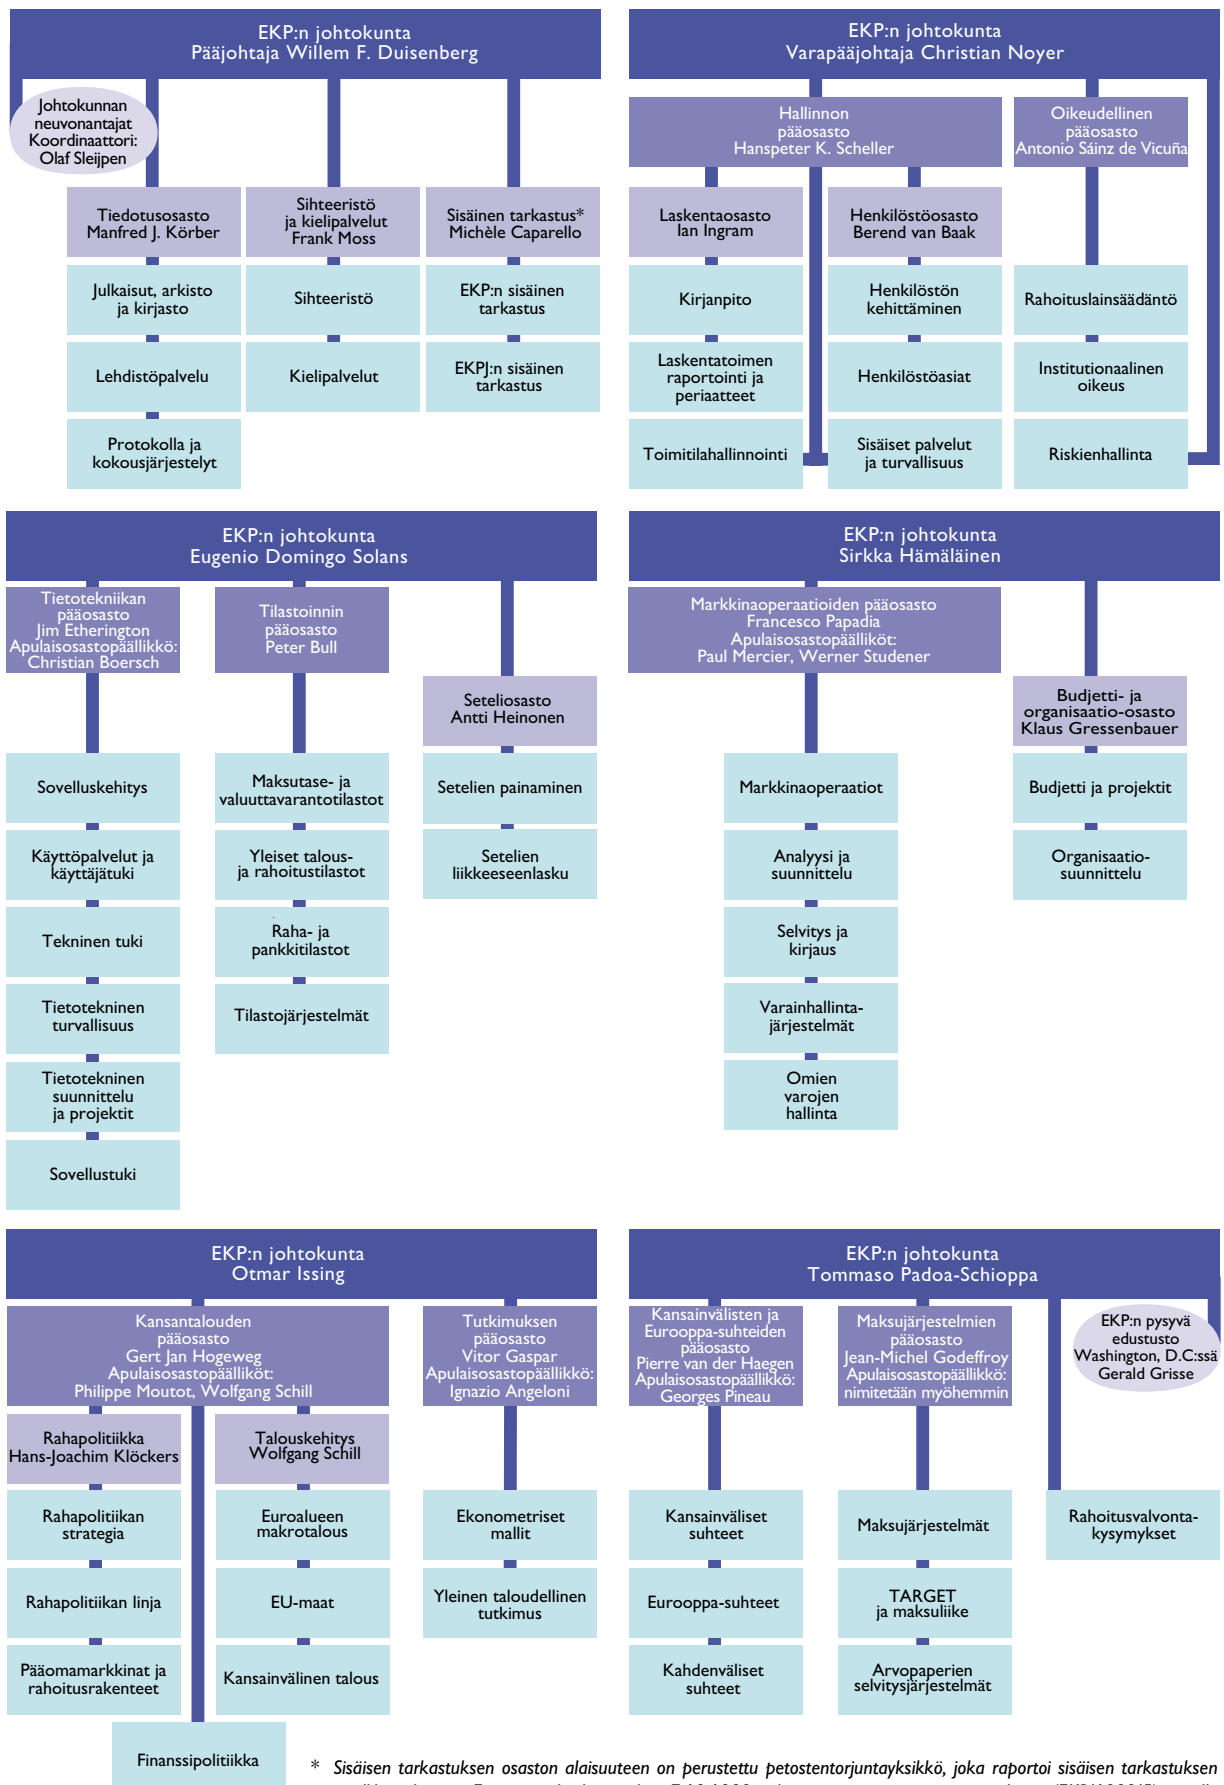 EKP:n johtokunta
Pääjohtaja Willem F. Duisenberg
Johtokunnan
neuvonantajat
Koordinaattori:
Olaf Sleijpen
Tiedotusosasto
Manfred J. Körber
Julkaisut, arkisto
ja kirjasto
Lehdistöpalvelu
Protokolla ja
kokousjärjestelyt
Sihteeristö
ja kielipalvelut
Frank Moss
Sihteeristö
Kielipalvelut
Sisäinen tarkastus*
Michèle Caparello
EKP:n sisäinen
tarkastus
EKPJ:n sisäinen
tarkastus
EKP:n johtokunta
Varapääjohtaja Christian Noyer
Hallinnon
pääosasto
Hanspeter K. Scheller
Laskentaosasto
Ian Ingram
Kirjanpito
Laskentatoimen
raportointi ja
periaatteet
Toimitilahallinnointi
Henkilöstöosasto
Berend van Baak
Henkilöstön
kehittäminen
Henkilöstöasiat
Sisäiset palvelut
ja turvallisuus
Oikeudellinen
pääosasto
Antonio Sáinz de Vicuña
Rahoituslainsäädäntö
Institutionaalinen
oikeus
Riskienhallinta
EKP:n johtokunta
Eugenio Domingo Solans
Tietotekniikan
pääosasto
Jim Etherington
Apulaisosastopäällikkö:
Christian Boersch
Sovelluskehitys
Käyttöpalvelut ja
käyttäjätuki
Tekninen tuki
Tietotekninen
turvallisuus
Tietotekninen
suunnittelu
ja projektit
Sovellustuki
Tilastoinnin
pääosasto
Peter Bull
Maksutase- ja
valuuttavarantotilastot
Yleiset talous-
ja rahoitustilastot
Raha- ja
pankkitilastot
Tilastojärjestelmät
Seteliosasto
Antti Heinonen
Setelien painaminen
Setelien
liikkeeseenlasku
EKP:n johtokunta
Sirkka Hämäläinen
Markkinaoperaatioiden pääosasto
Francesco Papadia
Apulaisosastopäälliköt:
Paul Mercier, Werner Studener
Markkinaoperaatiot
Analyysi ja
suunnittelu
Selvitys ja
kirjaus
Varainhallinta-
järjestelmät
Omien
varojen
hallinta
Budjetti- ja
organisaatio-osasto
Klaus Gressenbauer
Budjetti ja projektit
Organisaatio-
suunnittelu
EKP:n johtokunta
Otmar Issing
Kansantalouden
pääosasto
Gert Jan Hogeweg
Apulaisosastopäälliköt:
Philippe Moutot, Wolfgang Schill
Rahapolitiikka
Hans-Joachim Klöckers
Rahapolitiikan
strategia
Rahapolitiikan linja
Pääomamarkkinat ja
rahoitusrakenteet
Talouskehitys
Wolfgang Schill
Euroalueen
makrotalous
EU-maat
Kansainvälinen talous
Finanssipolitiikka
Tutkimuksen
pääosasto
Vitor Gaspar
Apulaisosastopäällikkö:
Ignazio Angeloni
Ekonometriset
mallit
Yleinen taloudellinen
tutkimus
EKP:n johtokunta
Tommaso Padoa-Schioppa
Kansainvälisten ja
Eurooppa-suhteiden
pääosasto
Pierre van der Haegen
Apulaisosastopäällikkö:
Georges Pineau
Kansainväliset
suhteet
Eurooppa-suhteet
Kahdenväliset
suhteet
Maksujärjestelmien
pääosasto
Jean-Michel Godeffroy
Apulaisosastopäällikkö:
nimitetään myöhemmin
Maksujärjestelmät
TARGET
ja maksuliike
Arvopaperien
selvitysjärjestelmät
EKP:n pysyvä
edustusto
Washington, D.C:ssä
Gerald Grisse
Rahoitusvalvonta-
kysymykset
* Sisäisen tarkastuksen osaston alaisuuteen on perustettu petostentorjuntayksikkö, joka raportoi sisäisen tarkastuksen